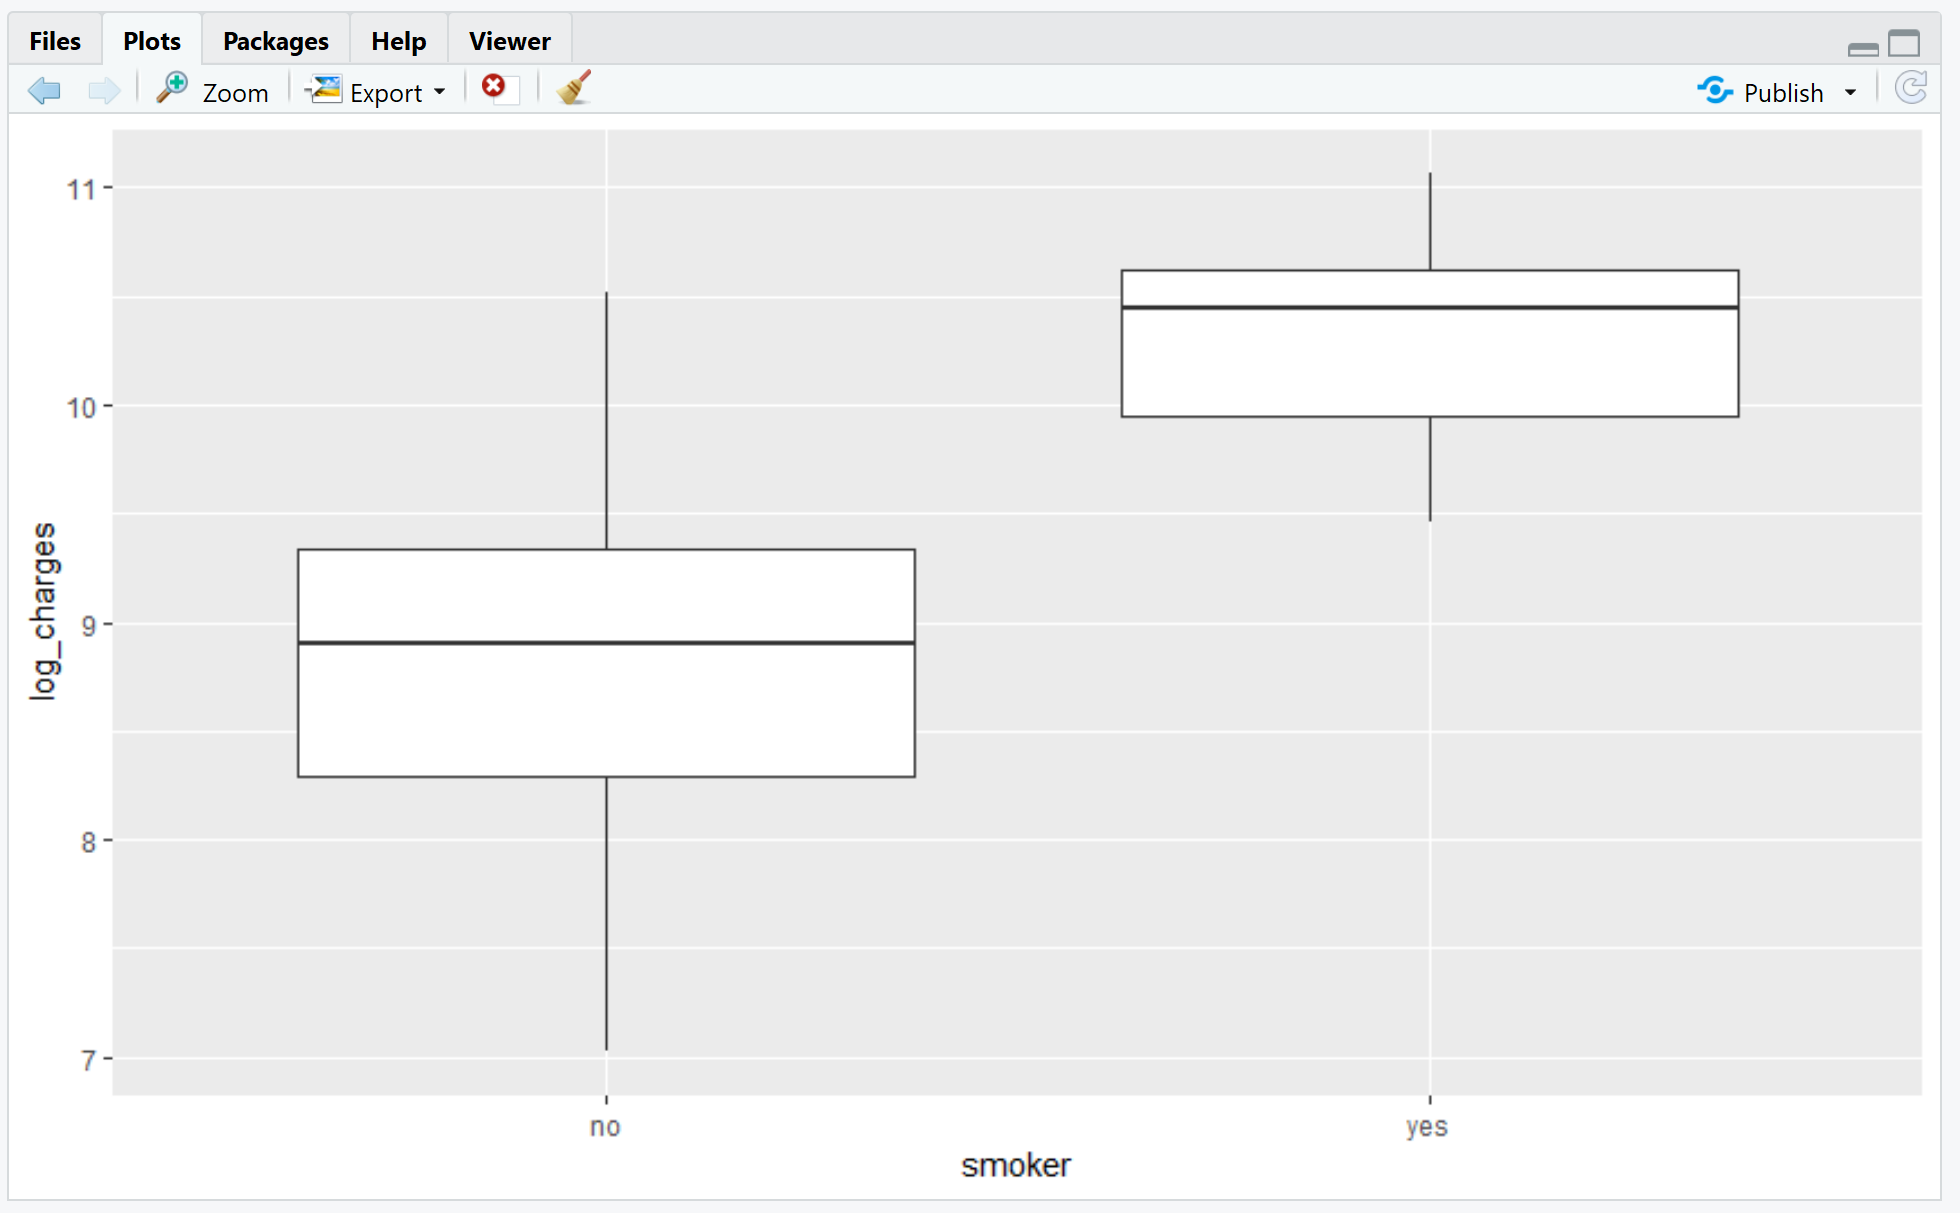 Files Plots Packages Help Viewer
Zoom Export Publish
11
10
9
8
7
log_charges
no yes
smoker